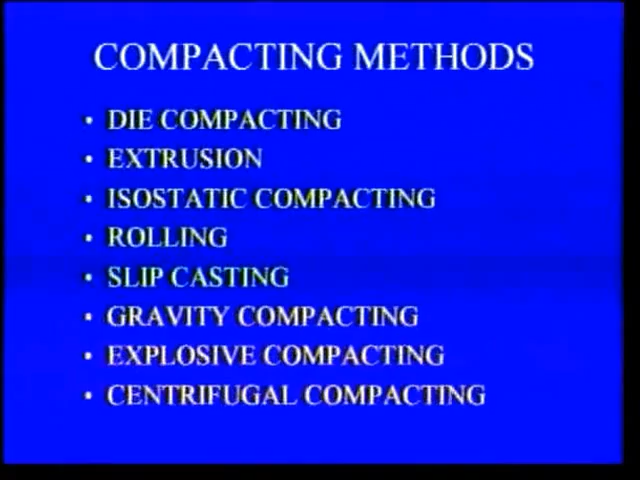 COMPACTING METHODS
• DIE COMPACTING
• EXTRUSION
• ISOSTATIC COMPACTING
• ROLLING
• SLIP CASTING
• GRAVITY COMPACTING
• EXPLOSIVE COMPACTING
• CENTRIFUGAL COMPACTING